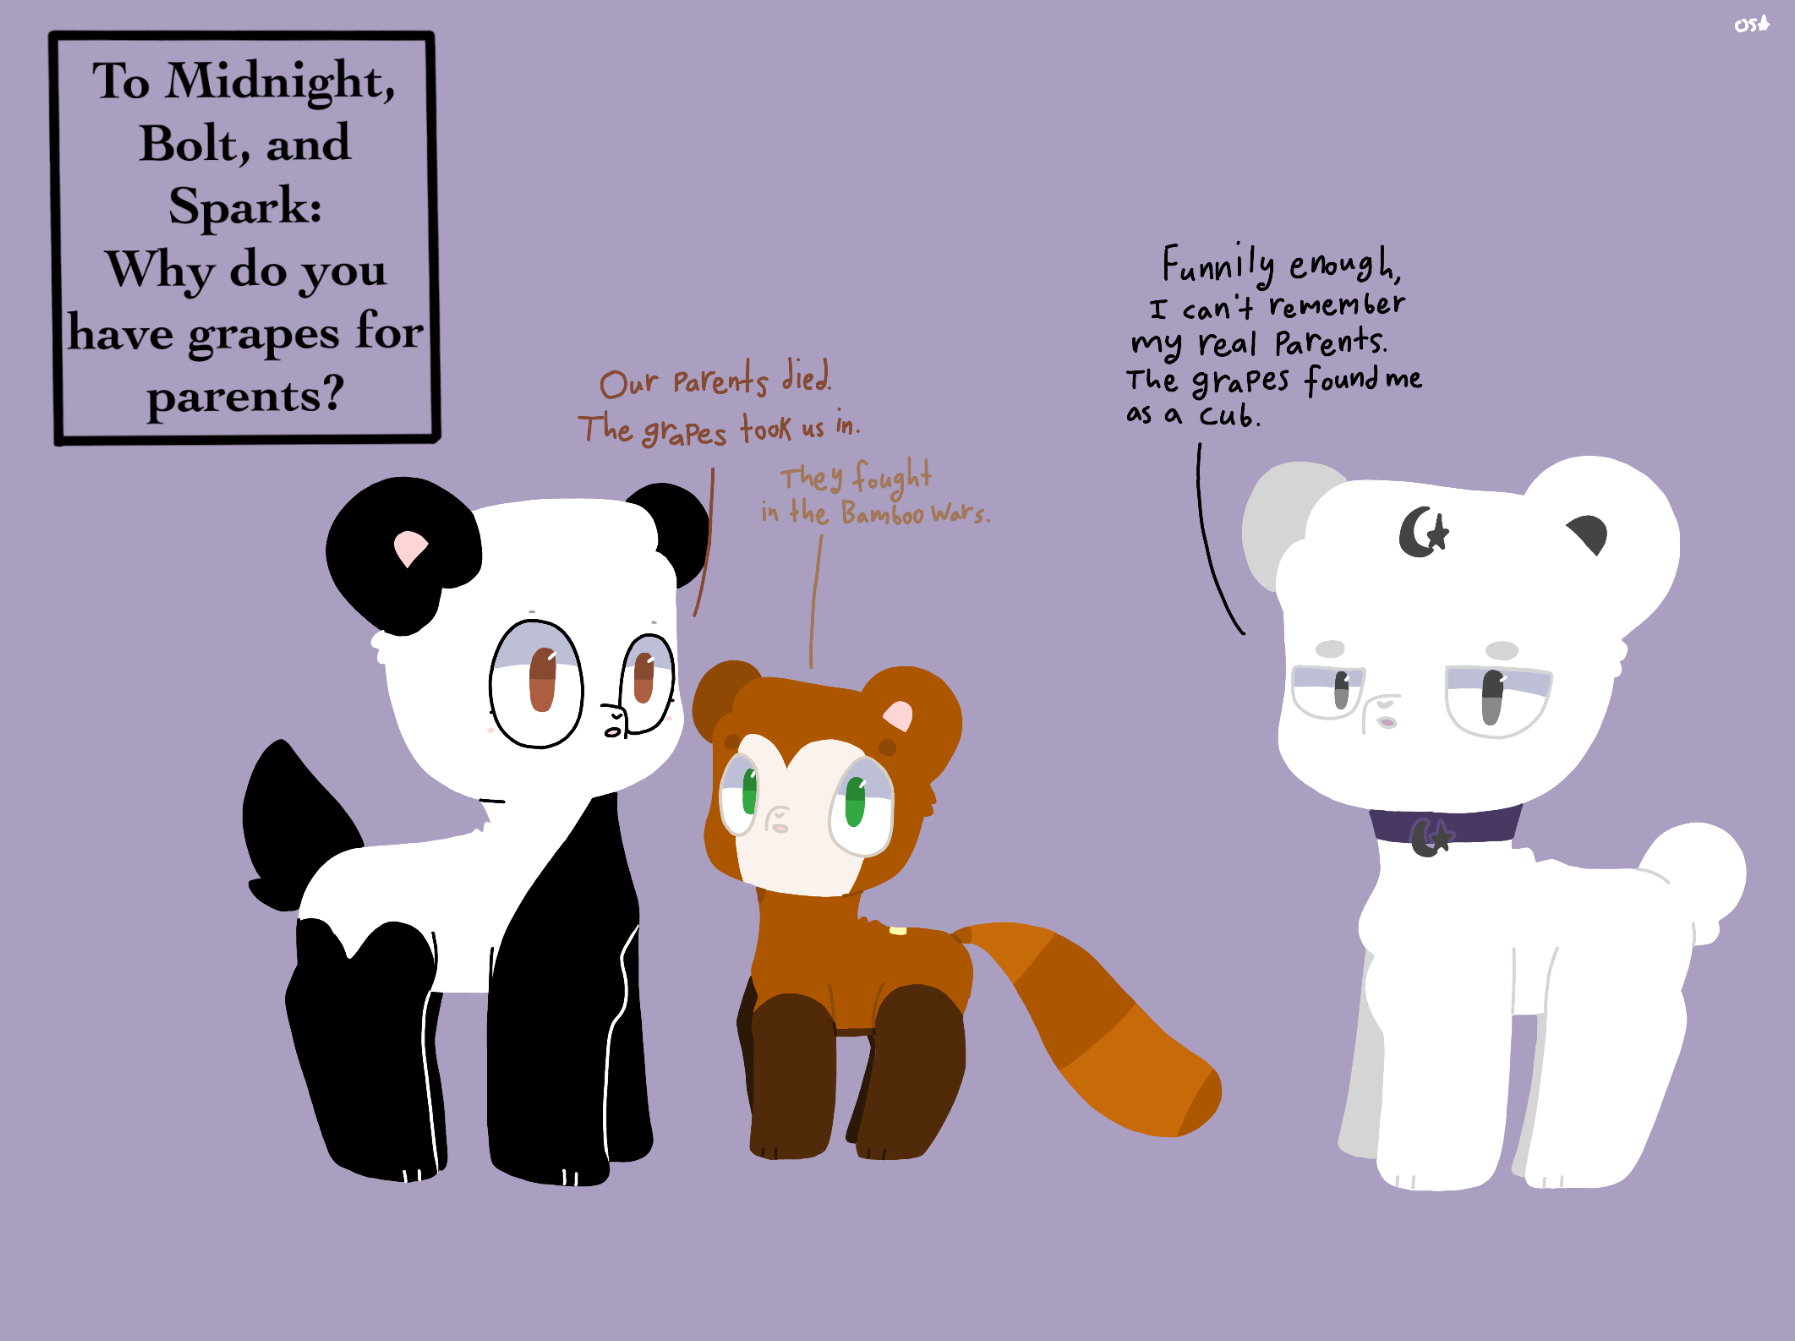 To Midnight,
Bolt, and
Spark:
Why do you
have grapes for
parents?
Our parents died.
The grapes took us in.
They fought
in the Bamboo Wars.
Funnily enough,
I can't remember
my real parents.
The grapes found me
as a cub.